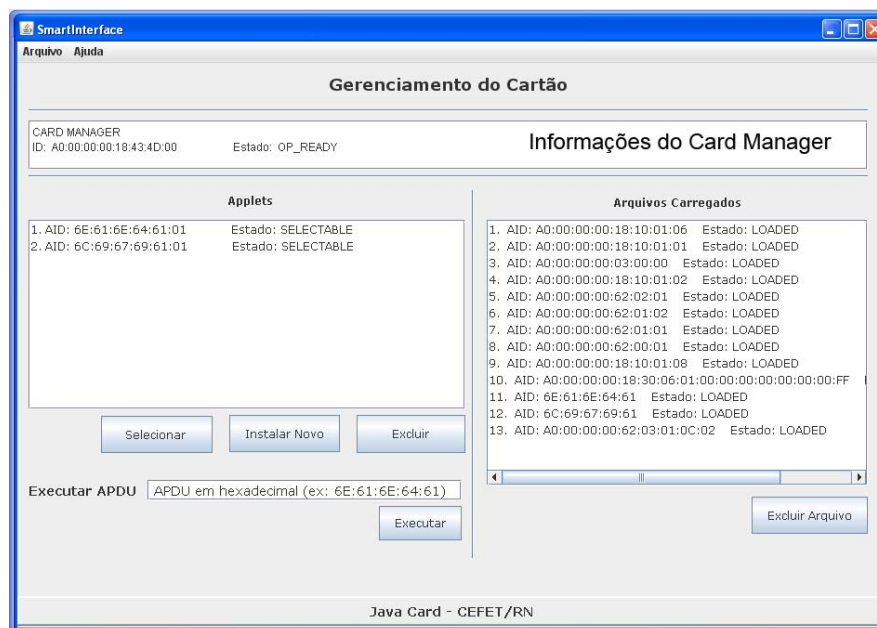 SmartInterface
Arquivo Ajuda
Gerenciamento do Cartão
CARD MANAGER
ID: A0:00:00:00:18:43:4D:00 Estado: OP_READY
Informações do Card Manager
Applets
1. AID: 6E:61:6E:64:61:01 Estado: SELECTABLE
2. AID: 6C:69:67:69:61:01 Estado: SELECTABLE
Selecionar Instalar Novo Excluir
Executar APDU APDU em hexadecimal (ex: 6E:61:6E:64:61)
Executar
Arquivos Carregados
1. AID: A0:00:00:00:18:10:01:06 Estado: LOADED
2. AID: A0:00:00:00:18:10:01:01 Estado: LOADED
3. AID: A0:00:00:00:03:00:00 Estado: LOADED
4. AID: A0:00:00:00:18:10:01:02 Estado: LOADED
5. AID: A0:00:00:00:62:02:01 Estado: LOADED
6. AID: A0:00:00:00:62:01:02 Estado: LOADED
7. AID: A0:00:00:00:62:01:01 Estado: LOADED
8. AID: A0:00:00:00:62:00:01 Estado: LOADED
9. AID: A0:00:00:00:18:10:01:08 Estado: LOADED
10. AID: A0:00:00:00:18:30:06:01:00:00:00:00:00:00:00:FF
11. AID: 6E:61:6E:64:61 Estado: LOADED
12. AID: 6C:69:67:69:61 Estado: LOADED
13. AID: A0:00:00:00:62:03:01:0C:02 Estado: LOADED
Excluir Arquivo
Java Card - CEFET/RN